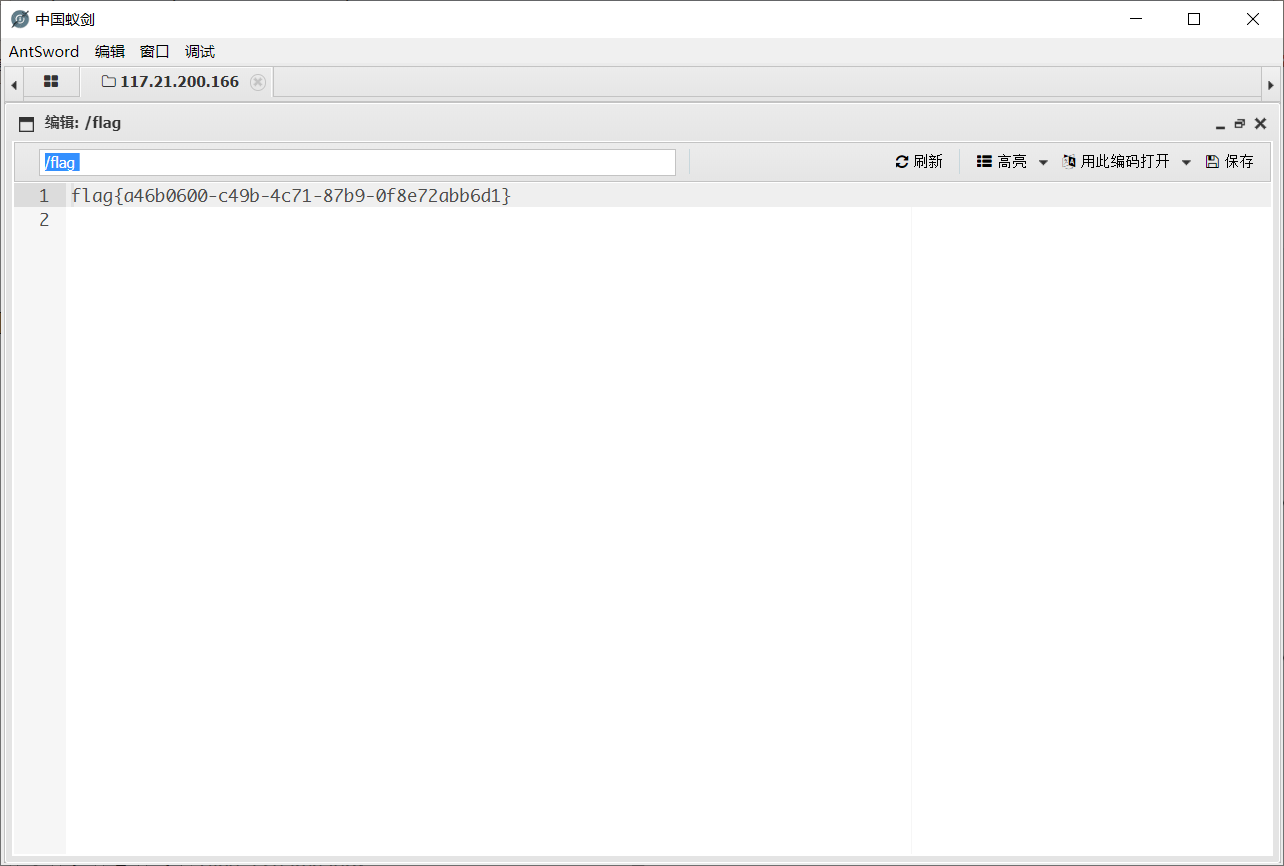 中国蚁剑
AntSword 编辑 窗口 调试
117.21.200.166
编辑: /flag
/flag 刷新 高亮 用此编码打开 保存
1 flag{a46b0600-c49b-4c71-87b9-0f8e72abb6d1}
2